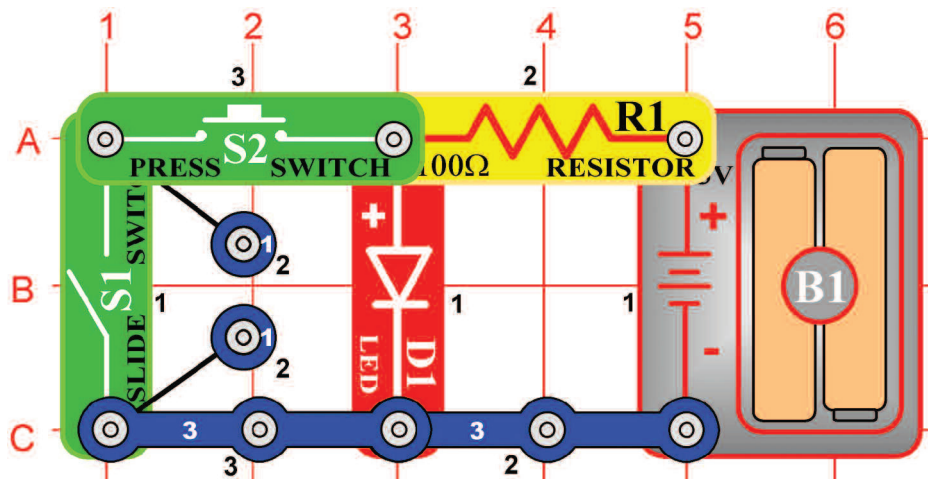 1 2 3 4 5 6
3 2
A
S2 R1
PRESS SWITCH 100Ω RESISTOR
+ +
1
2
B
S1 1 1 1 B1
SLIDE
1
2
D1
LED
-
C
3 3
3 2